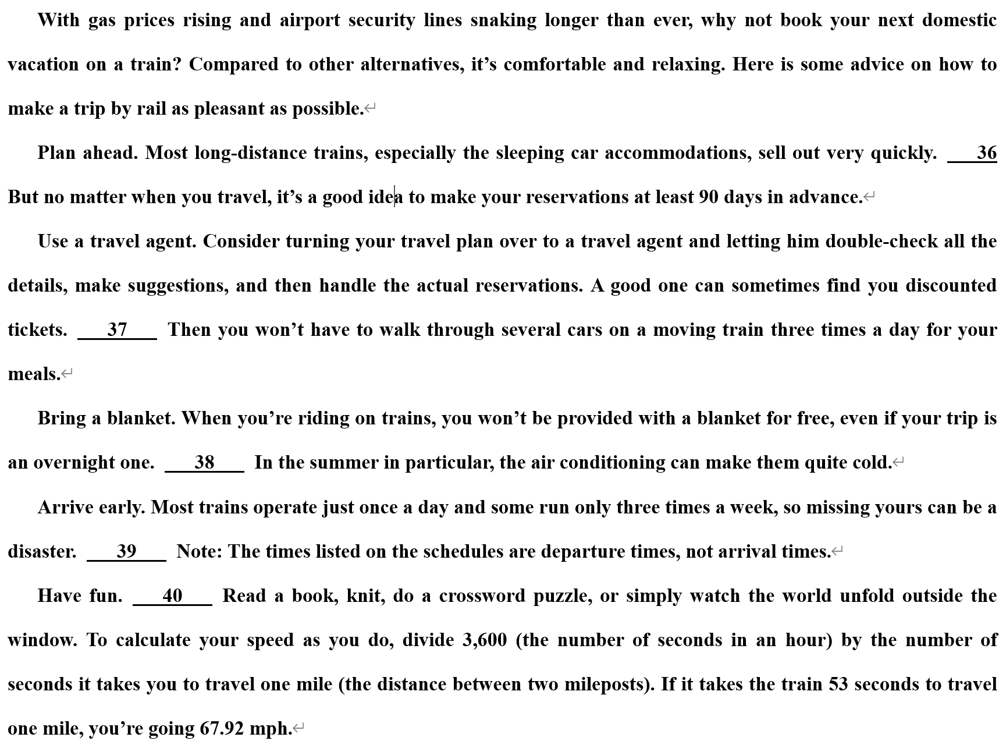 With gas prices rising and airport security lines snaking longer than ever, why not book your next domestic
vacation on a train? Compared to other alternatives, it’s comfortable and relaxing. Here is some advice on how to
make a trip by rail as pleasant as possible.↵
Plan ahead. Most long-distance trains, especially the sleeping car accommodations, sell out very quickly. 36
But no matter when you travel, it’s a good idea to make your reservations at least 90 days in advance.↵
Use a travel agent. Consider turning your travel plan over to a travel agent and letting him double-check all the
details, make suggestions, and then handle the actual reservations. A good one can sometimes find you discounted
tickets. 37 Then you won’t have to walk through several cars on a moving train three times a day for your
meals.↵
Bring a blanket. When you’re riding on trains, you won’t be provided with a blanket for free, even if your trip is
an overnight one. 38 In the summer in particular, the air conditioning can make them quite cold.↵
Arrive early. Most trains operate just once a day and some run only three times a week, so missing yours can be a
disaster. 39 Note: The times listed on the schedules are departure times, not arrival times.↵
Have fun. 40 Read a book, knit, do a crossword puzzle, or simply watch the world unfold outside the
window. To calculate your speed as you do, divide 3,600 (the number of seconds in an hour) by the number of
seconds it takes you to travel one mile (the distance between two mileposts). If it takes the train 53 seconds to travel
one mile, you’re going 67.92 mph.↵